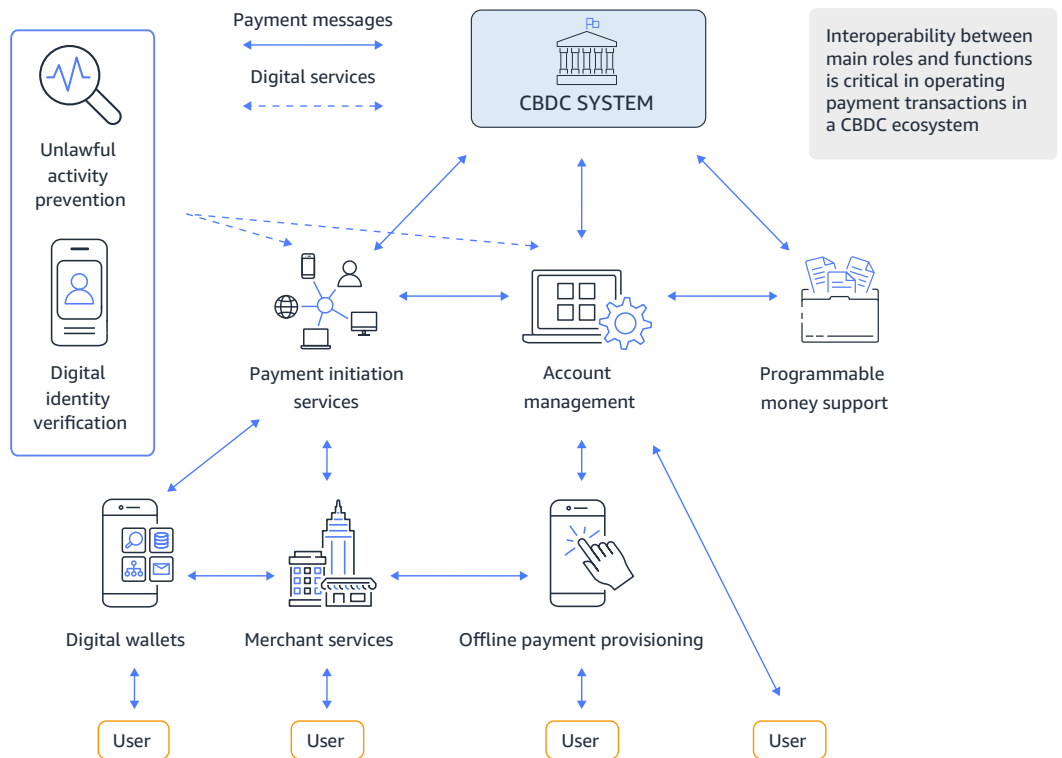 Payment messages
Digital services
CBDC SYSTEM
Interoperability between
main roles and functions
is critical in operating
payment transactions in
a CBDC ecosystem
Unlawful
activity
prevention
Digital
identity
verification
Payment initiation
services
Account
management
Programmable
money support
Digital wallets
Merchant services
Offline payment provisioning
User
User
User
User